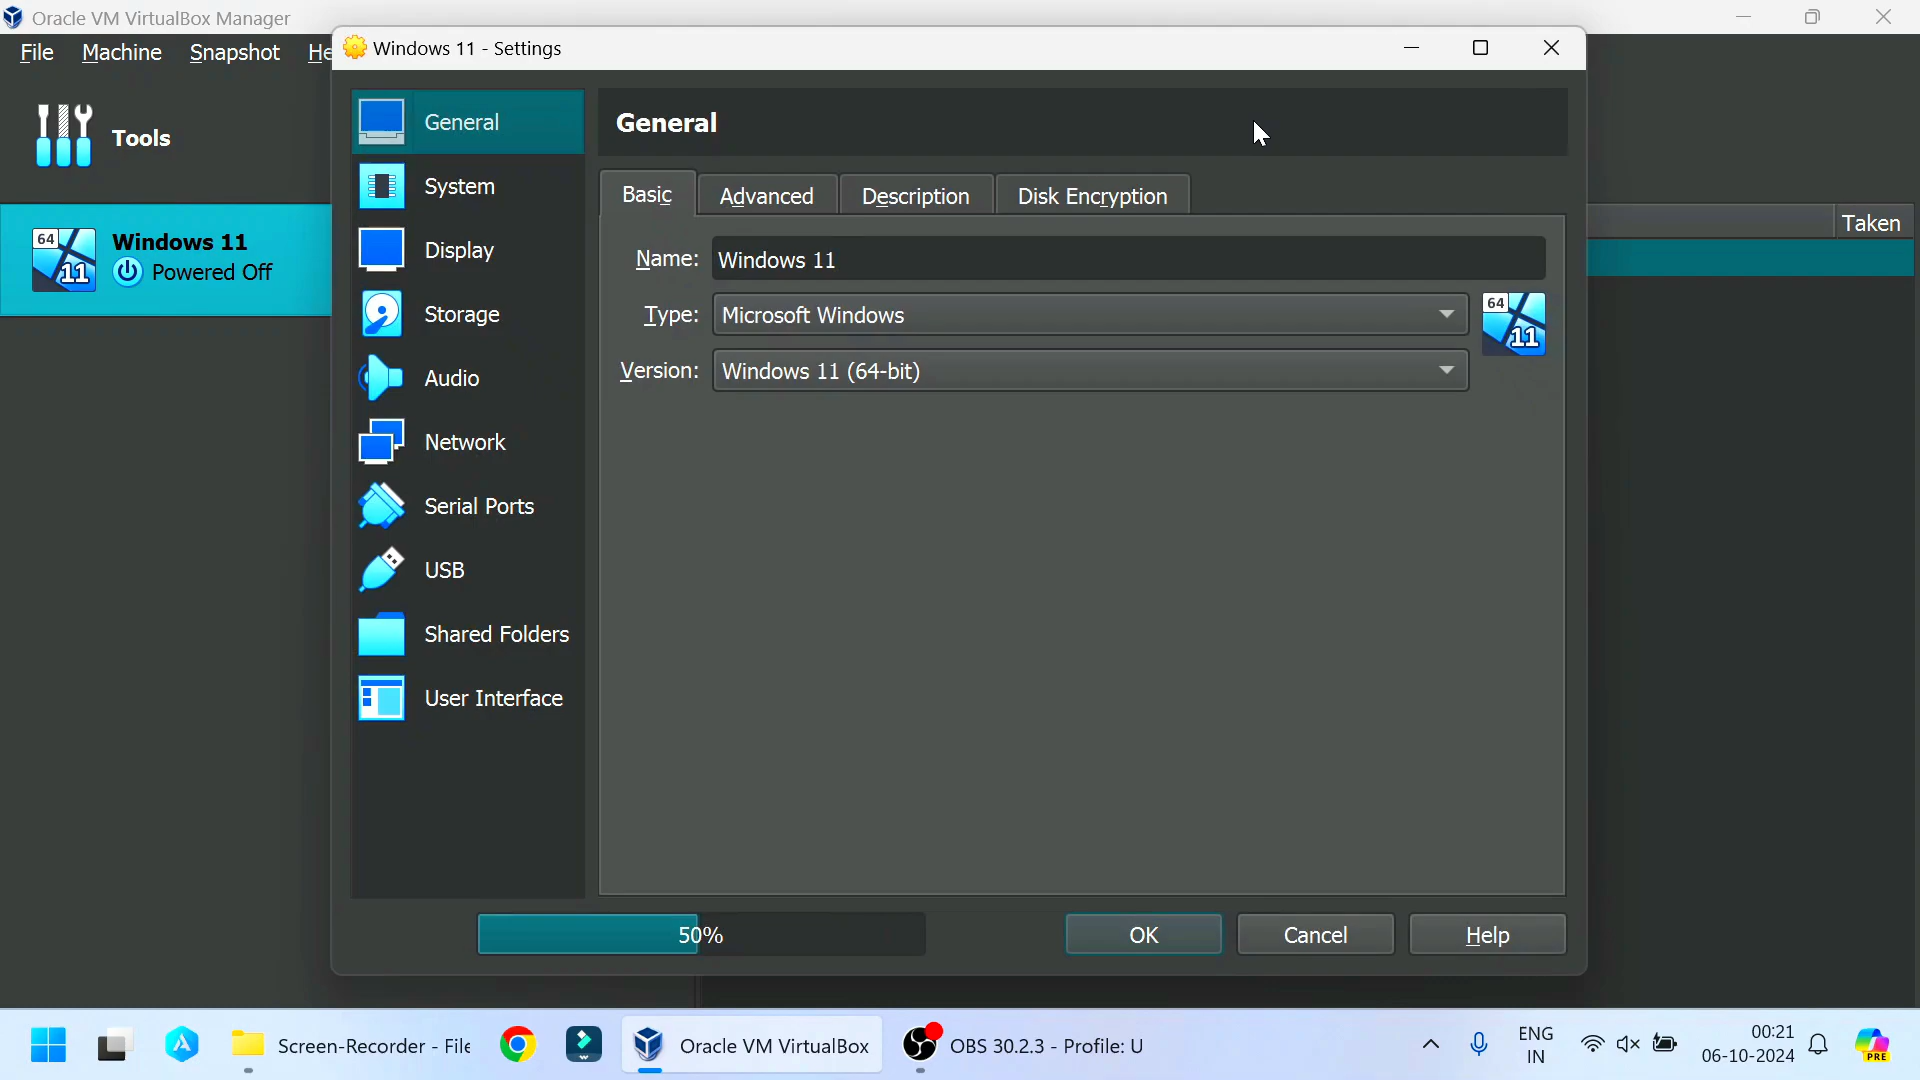 Oracle VM VirtualBox Manager
File Machine Snapshot He
Tools
64
11
Windows 11
Powered Off
Windows 11 - Settings
General
System
Display
Storage
Audio
Network
Serial Ports
USB
Shared Folders
User Interface
General
Basic Advanced Description Disk Encryption
Name: Windows 11
Type: Microsoft Windows
64
11
Version: Windows 11 (64-bit)
50%
OK Cancel Help
Taken
Screen-Recorder - File
Oracle VM VirtualBox
OBS 30.2.3 - Profile: U
ENG
IN
00:21
06-10-2024
PRE